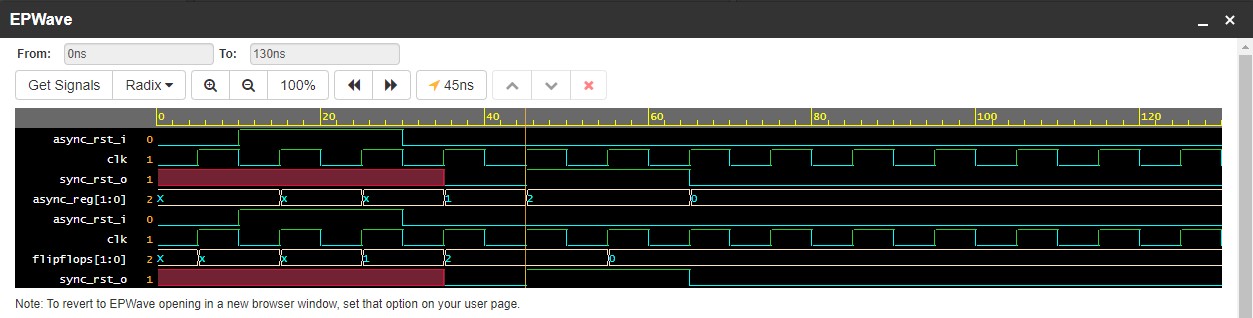 EPWave
From: 0ns To: 130ns
Get Signals Radix 100% 45ns
0 20 40 60 80 100 120
async_rst_i 0
clk 1
sync_rst_o 1
async_reg[1:0] 2 X x x 1 2 0
async_rst_i 0
clk 1
flipflops[1:0] 2 X x x 1 2 0
sync_rst_o 1
Note: To revert to EPWave opening in a new browser window, set that option on your user page.